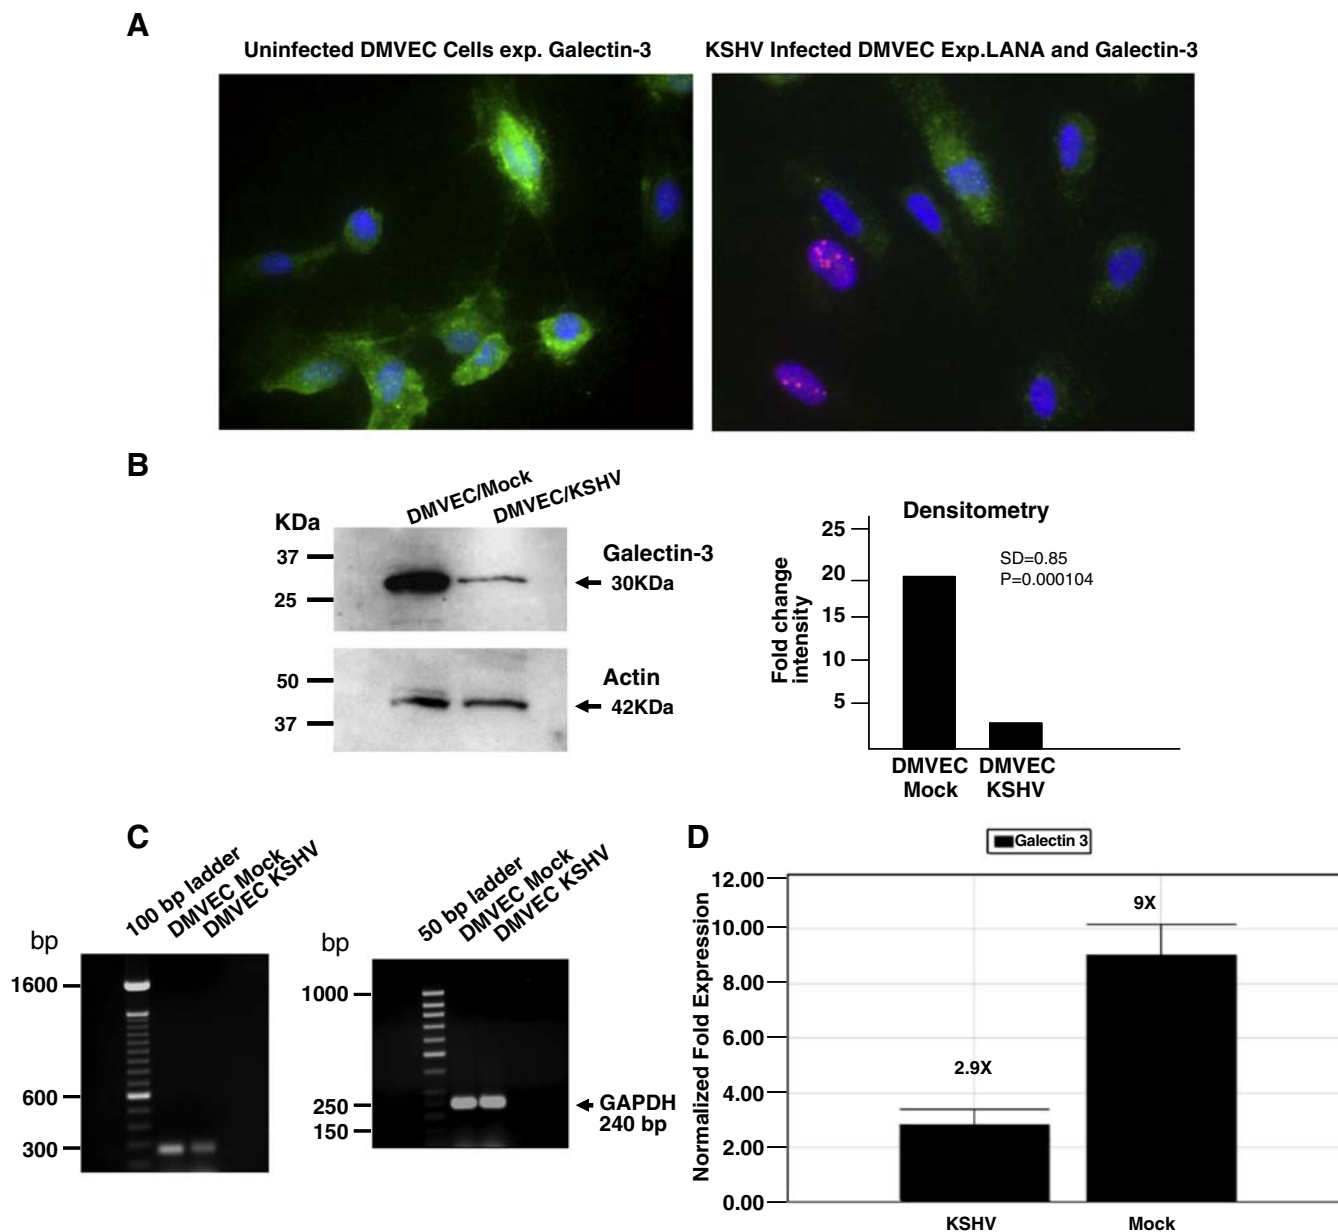 A
Uninfected DMVEC Cells exp. Galectin-3
KSHV Infected DMVEC Exp.LANA and Galectin-3
B
DMVEC/Mock
DMVEC/KSHV
KDa
37
25
Galectin-3
30KDa
50
37
Actin
42KDa
Densitometry
SD=0.85
P=0.000104
Fold change
intensity
25
20
15
10
5
DMVEC
Mock
DMVEC
KSHV
C
100 bp ladder
DMVEC Mock
DMVEC KSHV
bp
1600
600
300
50 bp ladder
DMVEC Mock
DMVEC KSHV
bp
1000
250
150
GAPDH
240 bp
D
Galectin 3
Normalized Fold Expression
12.00
10.00
8.00
6.00
4.00
2.00
0.00
2.9X
9X
KSHV
Mock